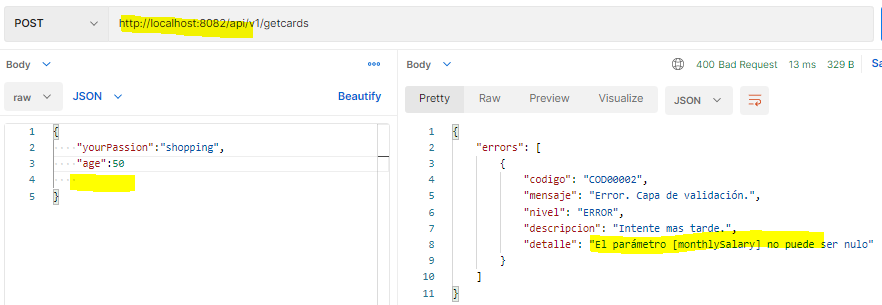 POST http://localhost:8082/api/v1/getcards
Body
raw JSON Beautify
1 {
2 "yourPassion":"shopping",
3 "age":50
4
5 }
Body 400 Bad Request 13 ms 329 B Sa
Pretty Raw Preview Visualize JSON
1 {
2 "errors": [
3 {
4 "codigo": "COD00002",
5 "mensaje": "Error. Capa de validación.",
6 "nivel": "ERROR",
7 "descripcion": "Intente mas tarde.",
8 "detalle": "El parámetro [monthlySalary] no puede ser nulo"
9 }
10 ]
11 }